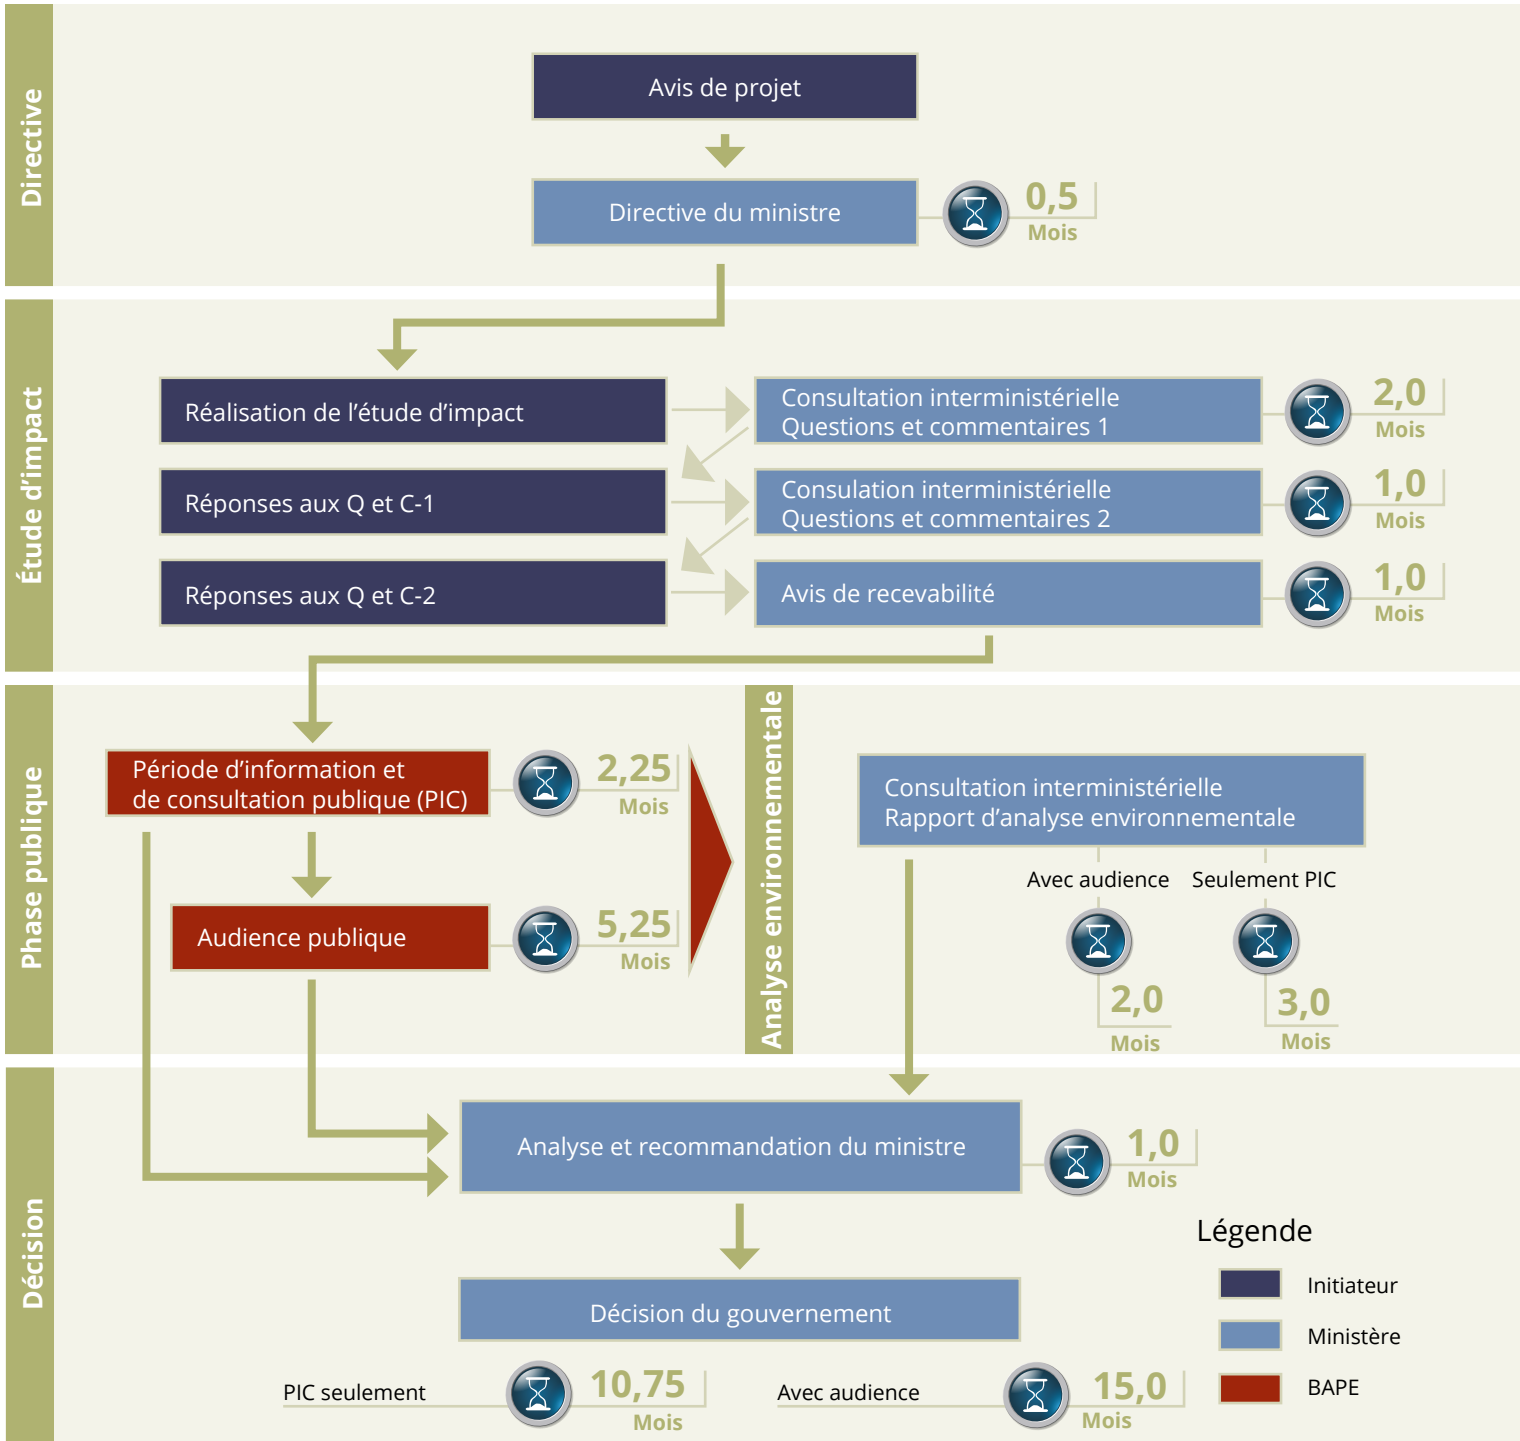 Directive
Avis de projet
Directive du ministre
0,5
Mois
Étude d’impact
Réalisation de l’étude d’impact
Consultation interministérielle
Questions et commentaires 1
2,0
Mois
Réponses aux Q et C-1
Consulation interministérielle
Questions et commentaires 2
1,0
Mois
Réponses aux Q et C-2
Avis de recevabilité
1,0
Mois
Phase publique
Période d’information et
de consultation publique (PIC)
2,25
Mois
Audience publique
5,25
Mois
Analyse environnementale
Consultation interministérielle
Rapport d’analyse environnementale
Avec audience
Seulement PIC
2,0
Mois
3,0
Mois
Décision
Analyse et recommandation du ministre
1,0
Mois
Décision du gouvernement
PIC seulement
10,75
Mois
Avec audience
15,0
Mois
Légende
Initiateur
Ministère
BAPE